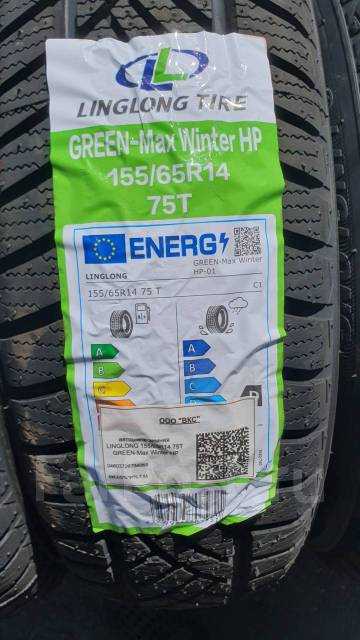 LINGLONG TIRE
GREEN-Max Winter HP
155/65R14
75T
ENERG
LINGLONG
GREEN-Max Winter
HP-01
155/65R14 75 T
C1
A
B
C
A
B
C
ООО "ВКС"
LINGLONG 155/65R14 75T
GREEN-Max Winter HP